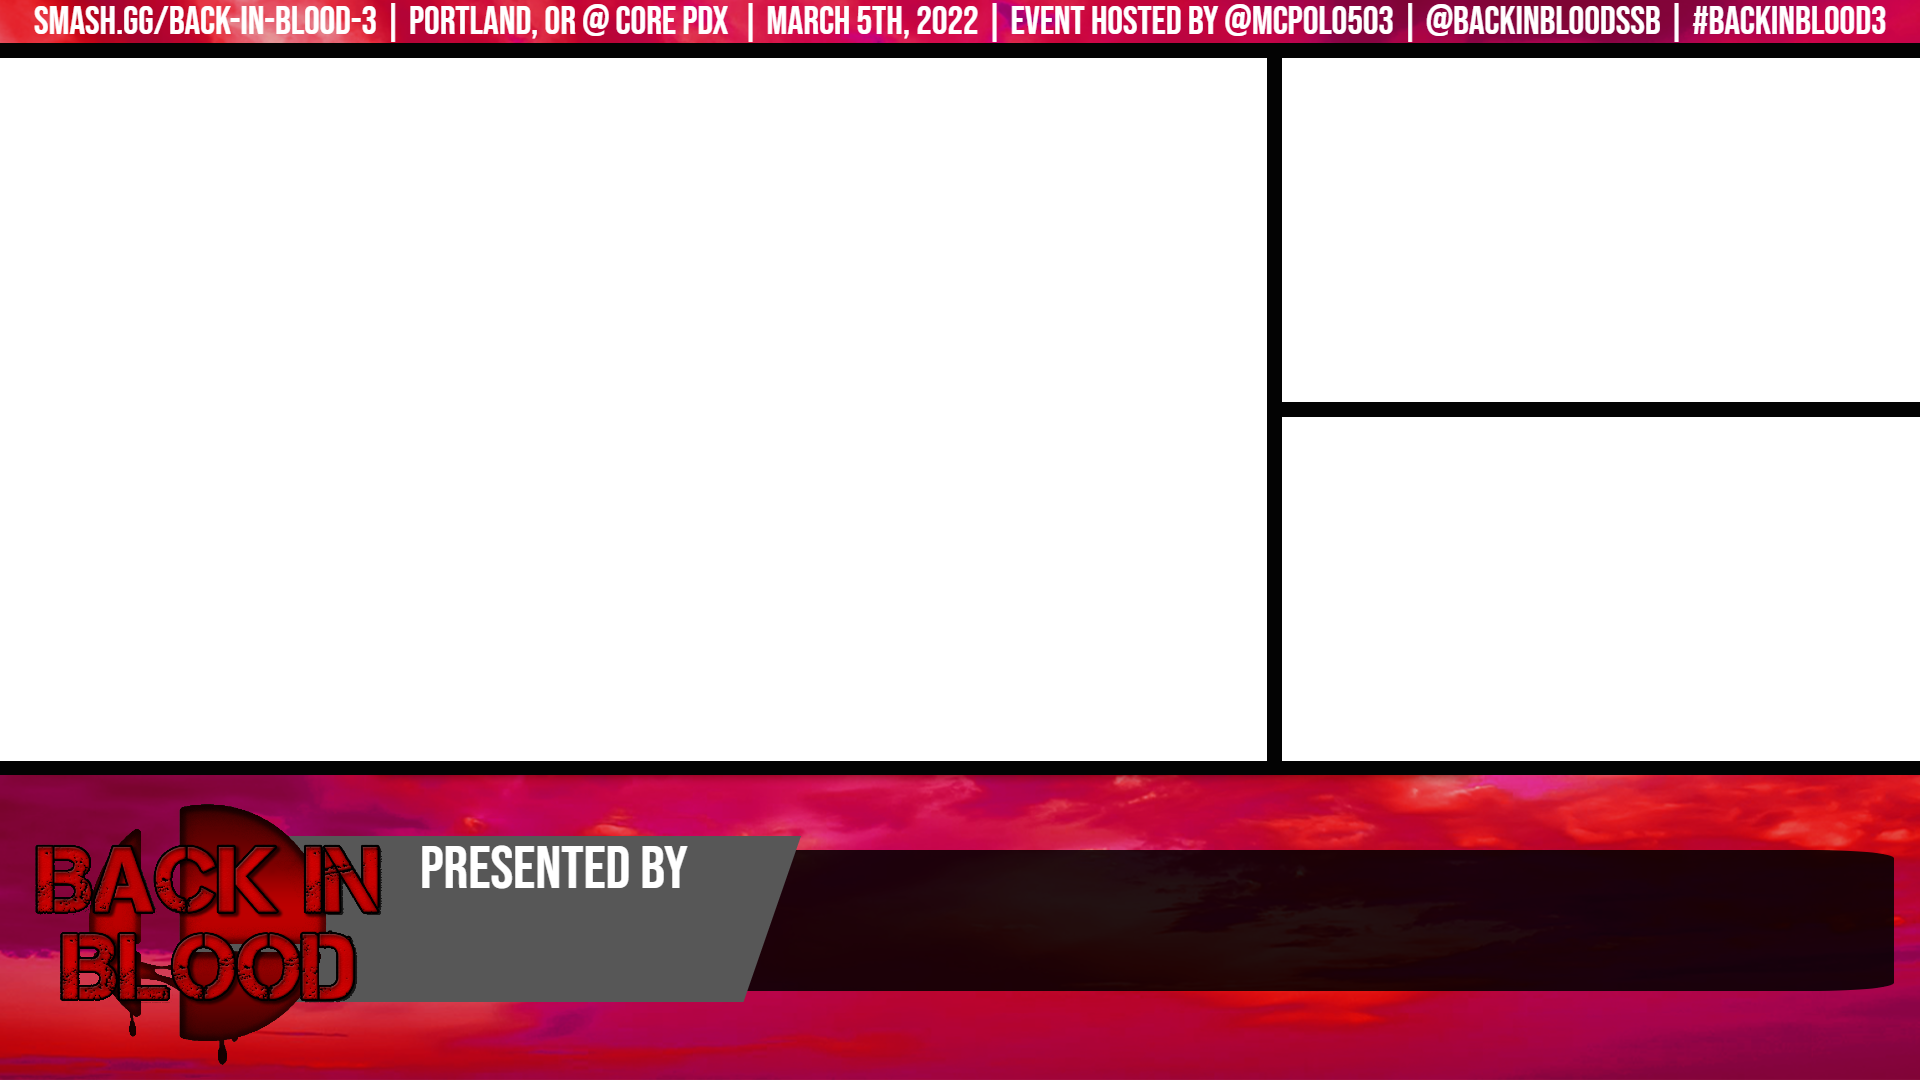 SMASH.GG/BACK-IN-BLOOD-3 | PORTLAND, OR @ CORE PDX | MARCH 5TH, 2022 | EVENT HOSTED BY @MCPOLO503 | @BACKINBLOODSSB | #BACKINBLOOD3
BACK IN
BLOOD
PRESENTED BY